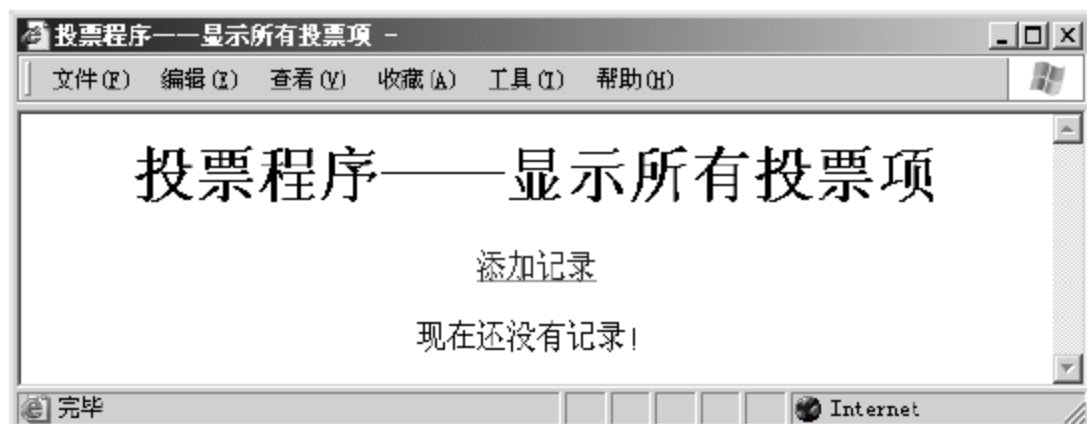 投票程序——显示所有投票项 -
文件(F) 编辑(E) 查看(V) 收藏(A) 工具(T) 帮助(H)
投票程序——显示所有投票项
添加记录
现在还没有记录!
完毕 Internet